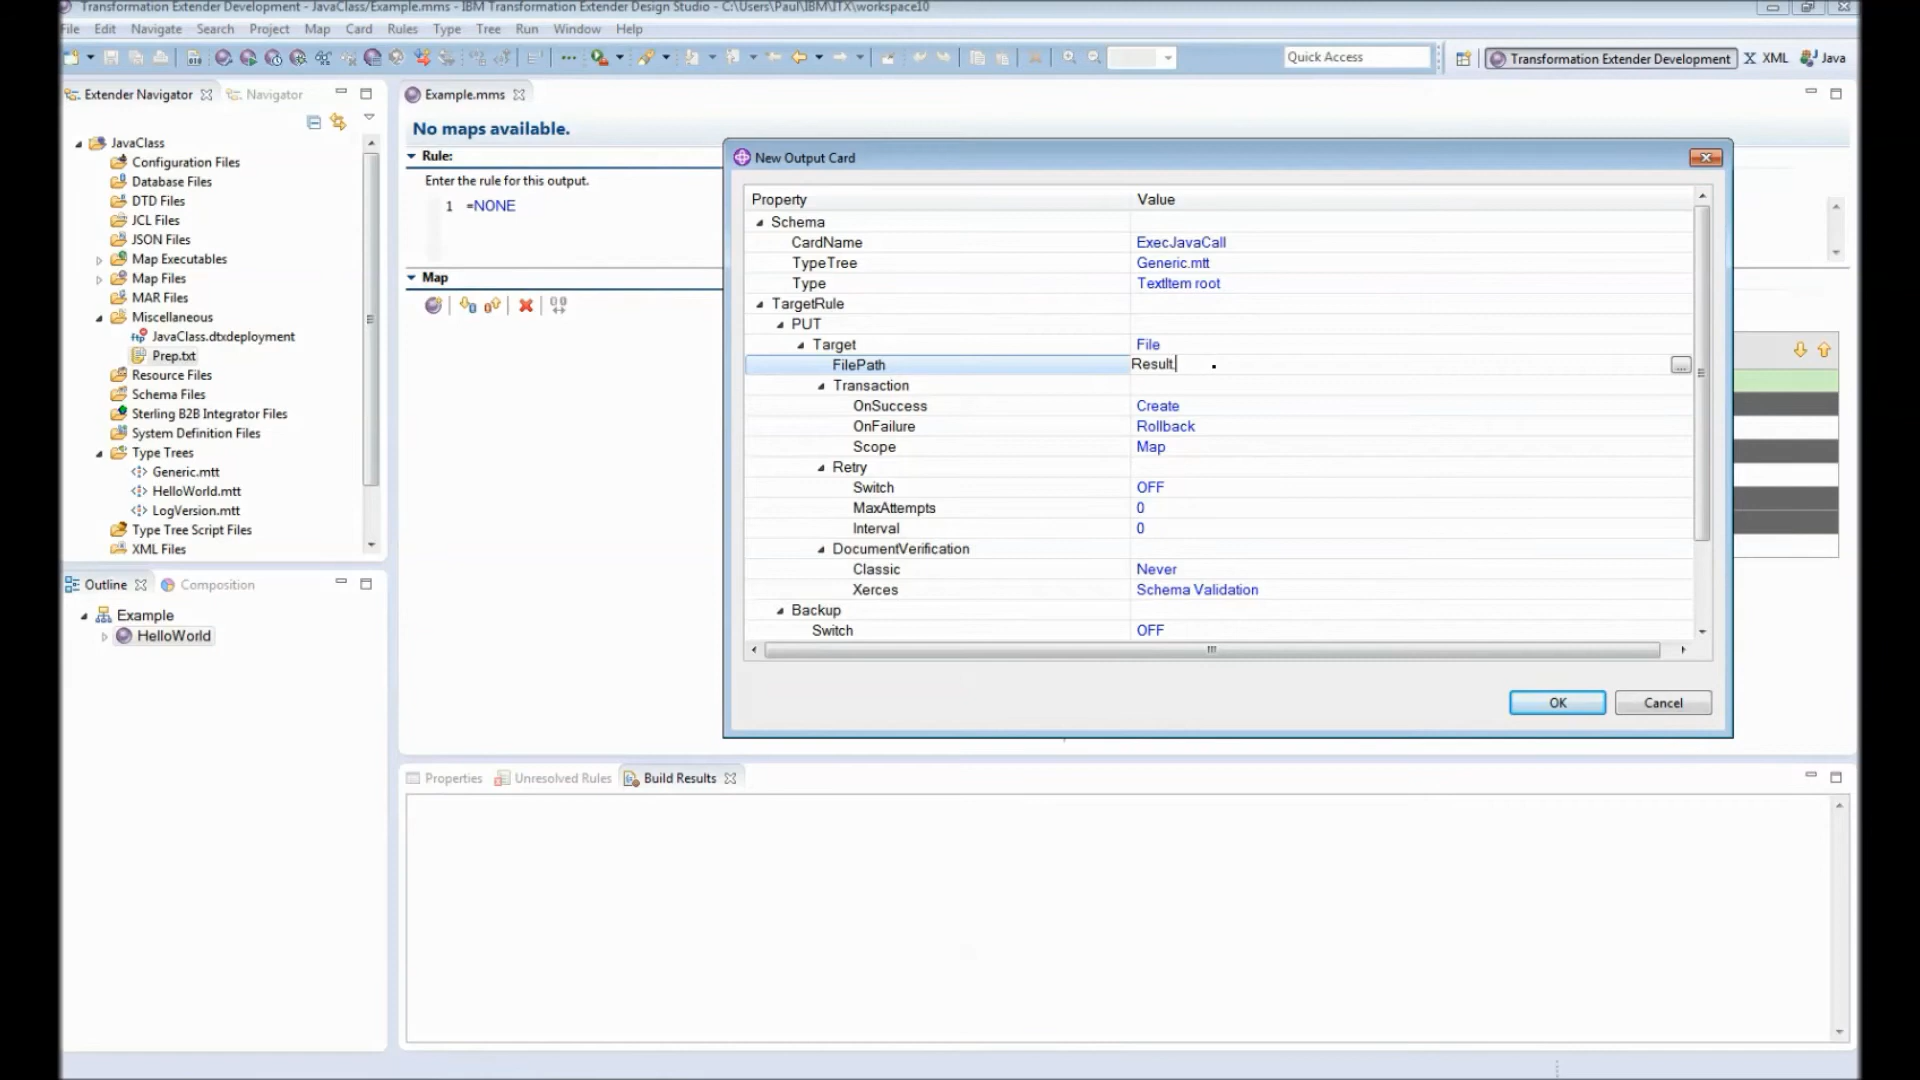 Transformation Extender Development - JavaClass/Example.mms - IBM Transformation Extender Design Studio - C:\Users\Paul\IBM\ITX\workspace10
File Edit Navigate Search Project Map Card Rules Type Tree Run Window Help
Quick Access
Transformation Extender Development
XML
Java
Extender Navigator
Navigator
JavaClass
Configuration Files
Database Files
DTD Files
JCL Files
JSON Files
Map Executables
Map Files
MAR Files
Miscellaneous
JavaClass.dtxdeployment
Prep.txt
Resource Files
Schema Files
Sterling B2B Integrator Files
System Definition Files
Type Trees
Generic.mtt
HelloWorld.mtt
LogVersion.mtt
Type Tree Script Files
XML Files
Outline
Composition
Example
HelloWorld
Example.mms
No maps available.
Rule:
Enter the rule for this output.
1 =NONE
Map
New Output Card
Property Value
Schema
CardName ExecJavaCall
TypeTree Generic.mtt
Type TextItem root
TargetRule
PUT
Target File
FilePath Result.
Transaction
OnSuccess Create
OnFailure Rollback
Scope Map
Retry
Switch OFF
MaxAttempts 0
Interval 0
DocumentVerification
Classic Never
Xerces Schema Validation
Backup
Switch OFF
OK Cancel
Properties
Unresolved Rules
Build Results